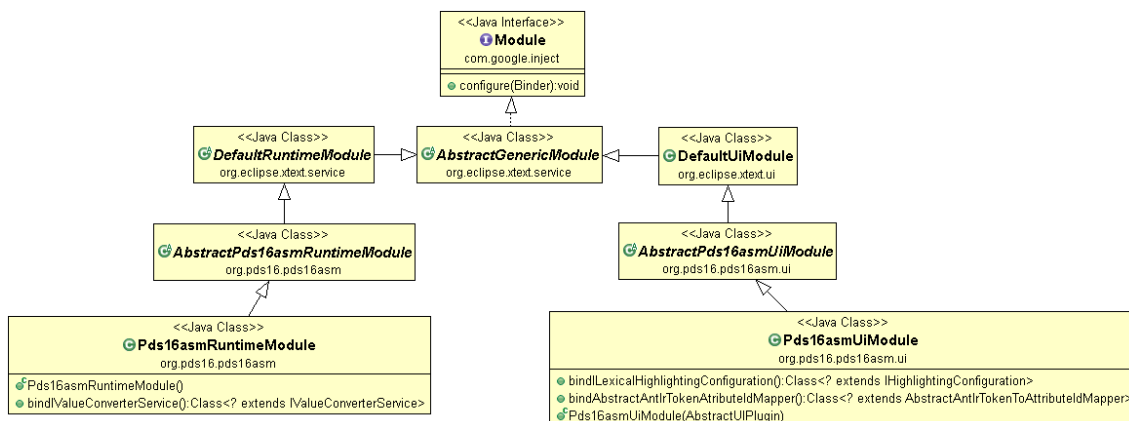 <<Java Interface>>
Module
com.google.inject
configure(Binder):void
<<Java Class>>
DefaultRuntimeModule
org.eclipse.xtext.service
<<Java Class>>
AbstractGenericModule
org.eclipse.xtext.service
<<Java Class>>
DefaultUiModule
org.eclipse.xtext.ui
<<Java Class>>
AbstractPds16asmRuntimeModule
org.pds16.pds16asm
<<Java Class>>
AbstractPds16asmUiModule
org.pds16.pds16asm.ui
<<Java Class>>
Pds16asmRuntimeModule
org.pds16.pds16asm
Pds16asmRuntimeModule()
bindIValueConverterService():Class<? extends IValueConverterService>
<<Java Class>>
Pds16asmUiModule
org.pds16.pds16asm.ui
bindILexicalHighlightingConfiguration():Class<? extends IHighlightingConfiguration>
bindAbstractAntlrTokenAtributeIdMapper():Class<? extends AbstractAntlrTokenToAttributeIdMapper>
Pds16asmUiModule(AbstractUIPlugin)